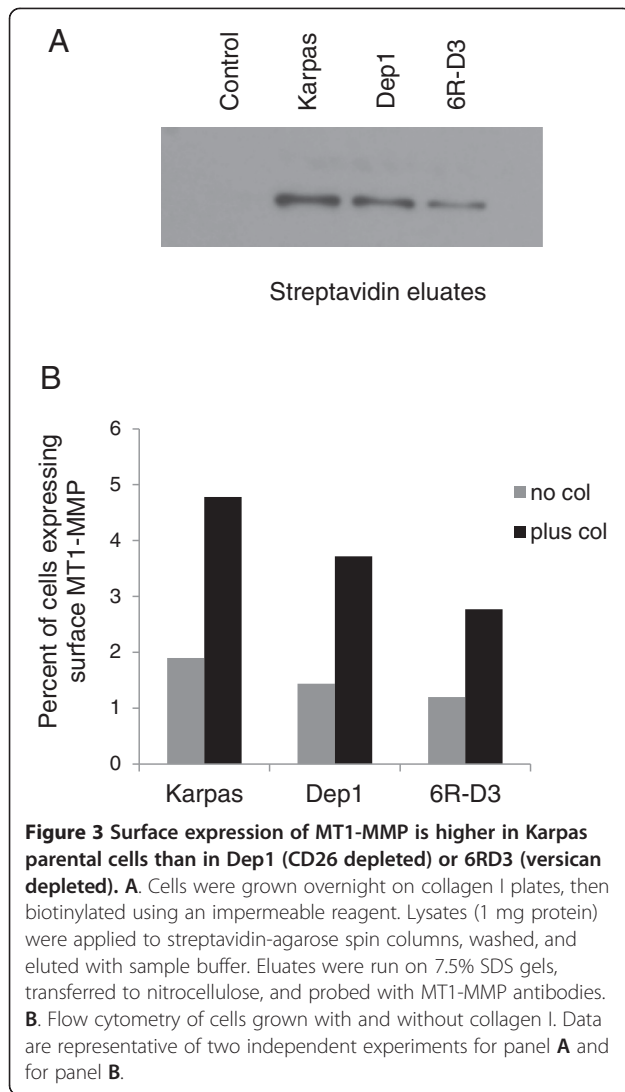 A
Control
Karpas
Dep1
6R-D3
Streptavidin eluates
B
6
5
4
3
2
1
0
Percent of cells expressing
surface MT1-MMP
no col
plus col
Karpas Dep1 6R-D3
Figure 3 Surface expression of MT1-MMP is higher in Karpas
parental cells than in Dep1 (CD26 depleted) or 6RD3 (versican
depleted). A. Cells were grown overnight on collagen I plates, then
biotinylated using an impermeable reagent. Lysates (1 mg protein)
were applied to streptavidin-agarose spin columns, washed, and
eluted with sample buffer. Eluates were run on 7.5% SDS gels,
transferred to nitrocellulose, and probed with MT1-MMP antibodies.
B. Flow cytometry of cells grown with and without collagen I. Data
are representative of two independent experiments for panel A and
for panel B.